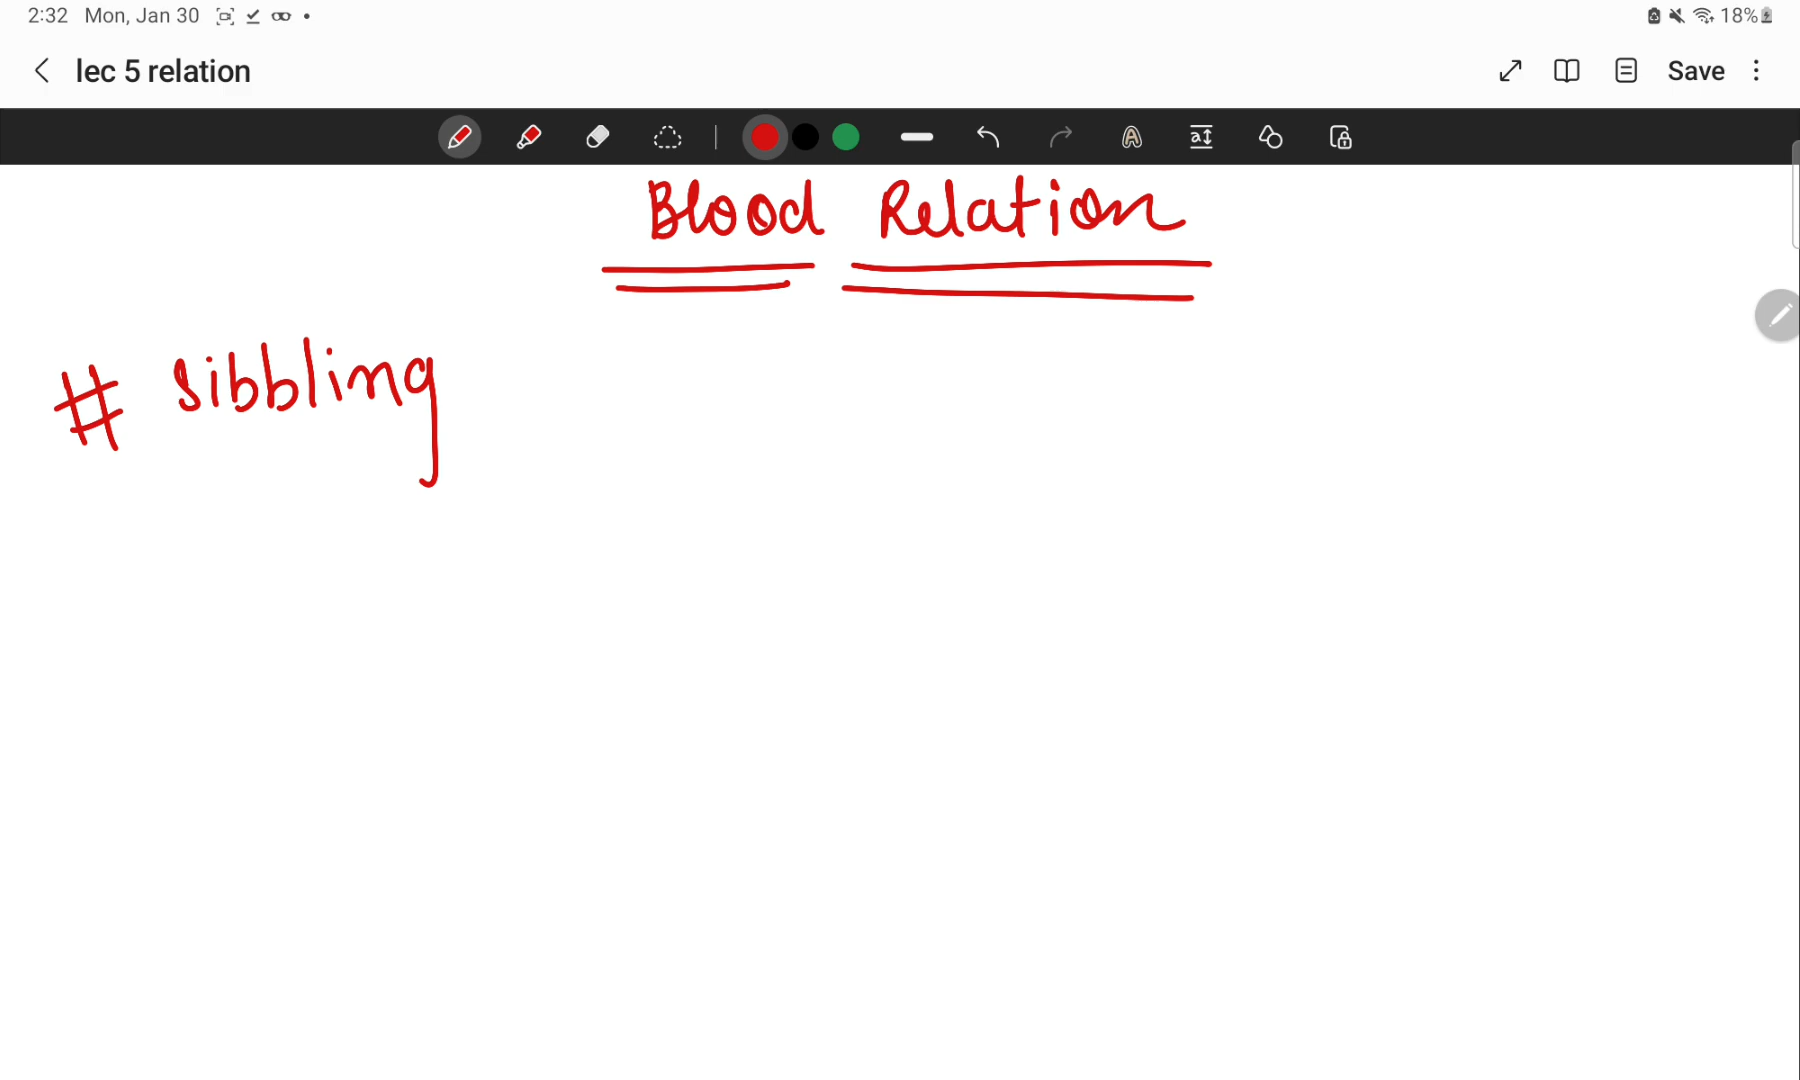 2:32 Mon, Jan 30 18%
lec 5 relation Save
A a
Blood Relation
# Sibbling